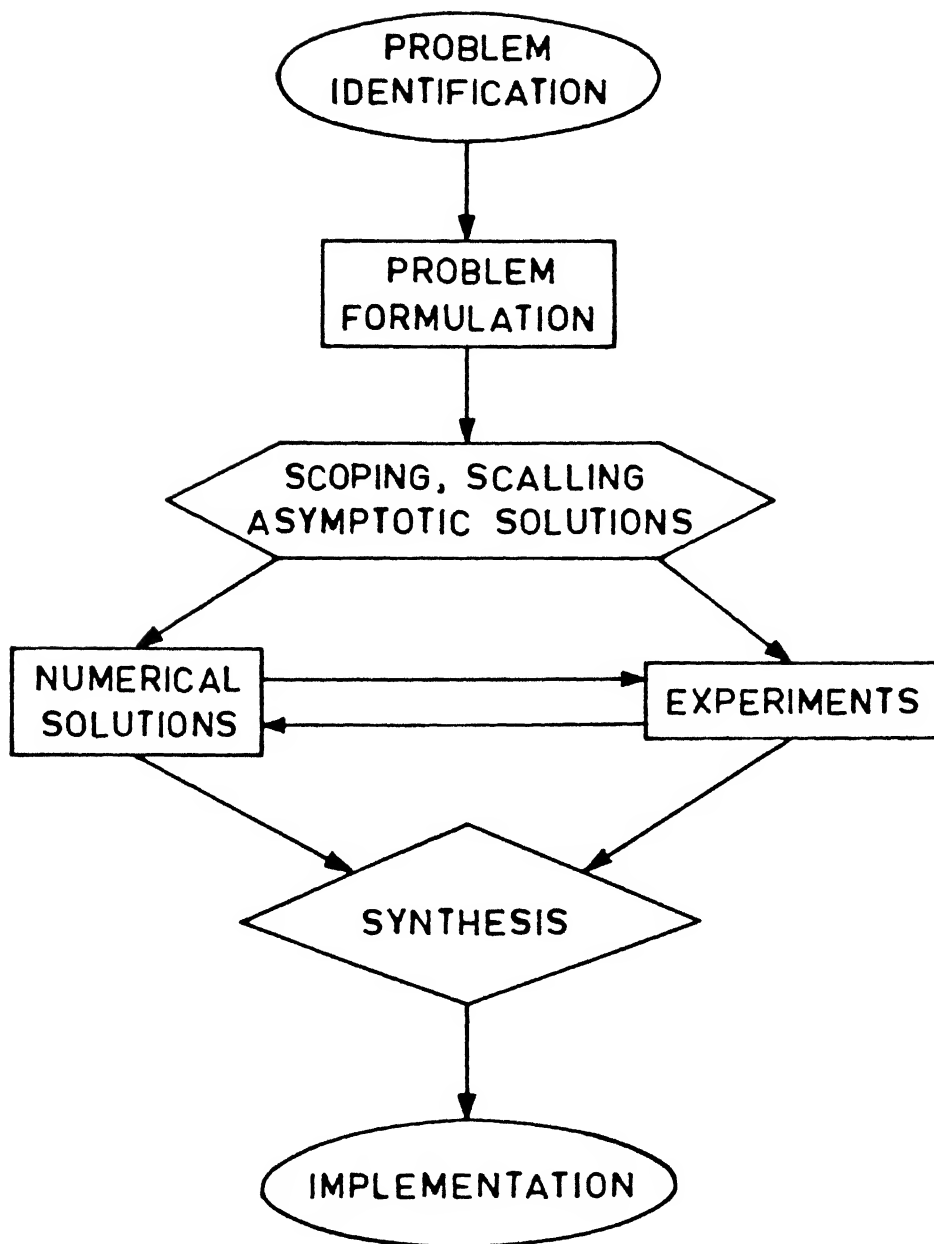 PROBLEM
IDENTIFICATION
PROBLEM
FORMULATION
SCOPING, SCALLING
ASYMPTOTIC SOLUTIONS
NUMERICAL
SOLUTIONS
EXPERIMENTS
SYNTHESIS
IMPLEMENTATION